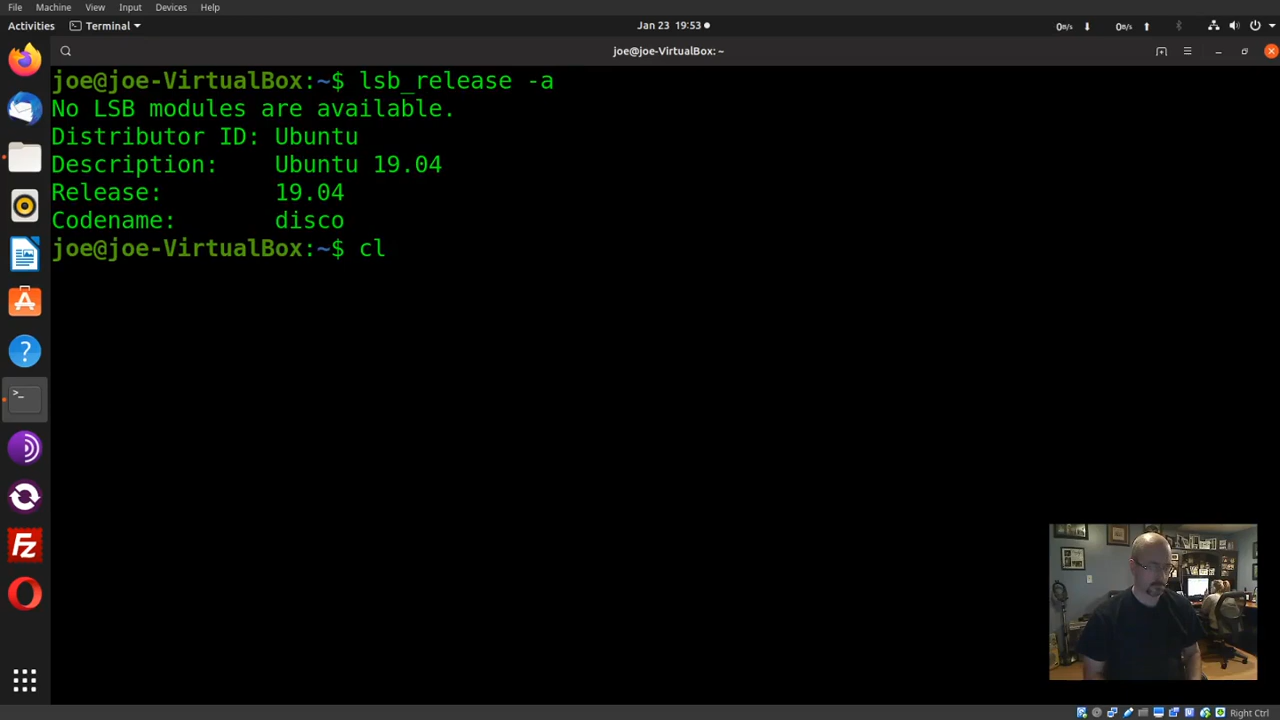 File Machine View Input Devices Help
Activities Terminal Jan 23 19:53 0B/s 0B/s
joe@joe-VirtualBox: ~
joe@joe-VirtualBox:~$ lsb_release -a
No LSB modules are available.
Distributor ID: Ubuntu
Description: Ubuntu 19.04
Release: 19.04
Codename: disco
joe@joe-VirtualBox:~$ cl
Right Ctrl